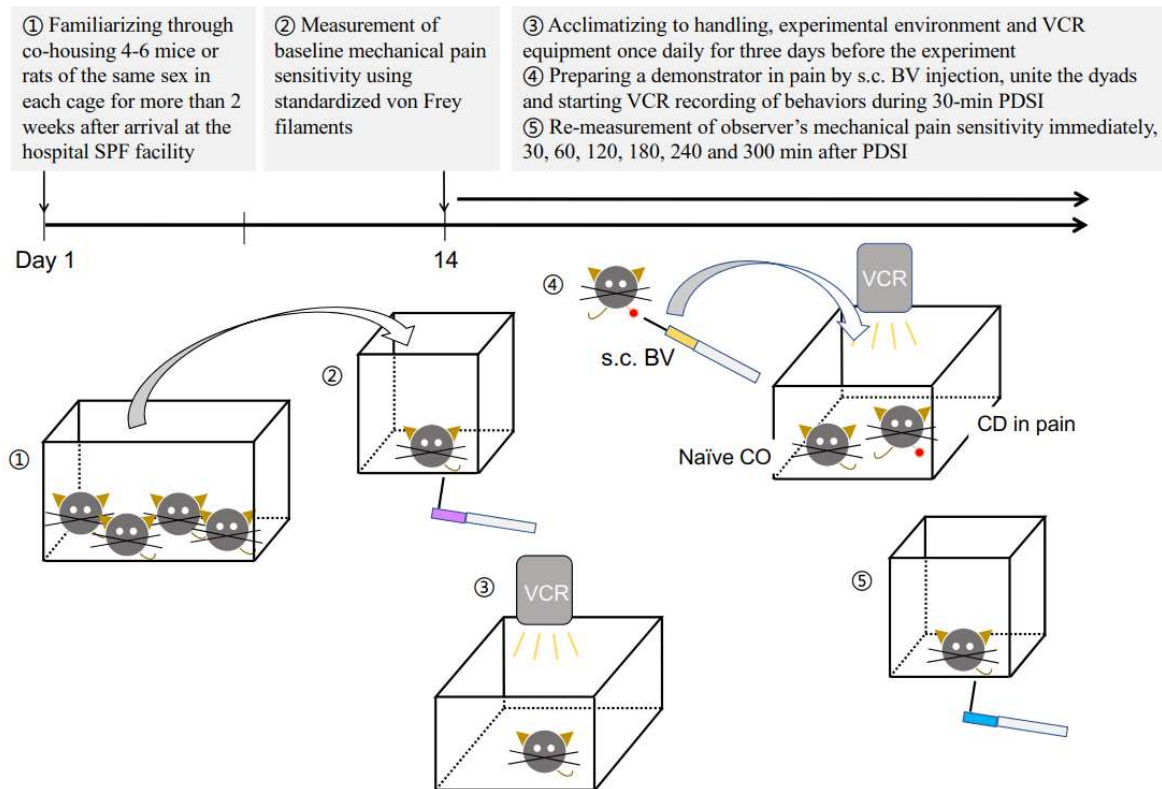 ① Familiarizing through
co-housing 4-6 mice or
rats of the same sex in
each cage for more than 2
weeks after arrival at the
hospital SPF facility
② Measurement of
baseline mechanical pain
sensitivity using
standardized von Frey
filaments
③ Acclimatizing to handling, experimental environment and VCR
equipment once daily for three days before the experiment
④ Preparing a demonstrator in pain by s.c. BV injection, unite the dyads
and starting VCR recording of behaviors during 30-min PDSI
⑤ Re-measurement of observer's mechanical pain sensitivity immediately,
30, 60, 120, 180, 240 and 300 min after PDSI
Day 1
14
④
VCR
s.c. BV
②
CD in pain
①
Naïve CO
③
VCR
⑤